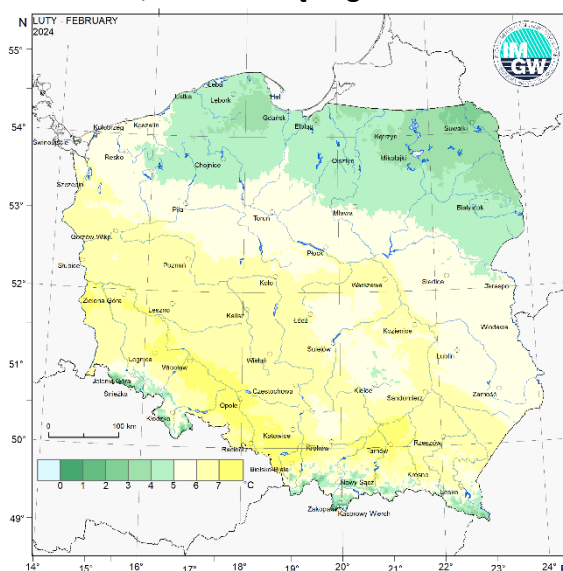 N
LUTY - FEBRUARY
2024
IM
GW
55°
54°
53°
52°
51°
50°
49°
Łeba
Ustka
Lębork
Hel
Gdańsk
Elbląg
Kołobrzeg
Koszalin
Świnoujście
Resko
Chojnice
Olsztyn
Kętrzyn
Mikołajki
Suwałki
Szczecin
Piła
Toruń
Mława
Białystok
Gorzów Wlkp.
Słubice
Poznań
Koło
Płock
Warszawa
Siedlce
Terespol
Zielona Góra
Leszno
Kalisz
Łódź
Kozienice
Włodawa
Legnica
Wrocław
Wieluń
Sulejów
Lublin
Jelenia Góra
Śnieżka
Kłodzko
Opole
Częstochowa
Kielce
Sandomierz
Zamość
Racibórz
Katowice
Kraków
Tarnów
Rzeszów
Bielsko-Biała
Nowy Sącz
Krosno
Lesko
Zakopane
Kasprowy Wierch
0 100 km
0 1 2 3 4 5 6 7 °C
14° 15° 16° 17° 18° 19° 20° 21° 22° 23° 24° E